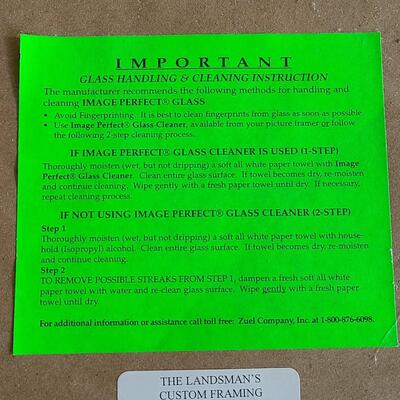 IMPORTANT
GLASS HANDLING & CLEANING INSTRUCTION
The manufacturer recommends the following methods for handling and
cleaning IMAGE PERFECT® GLASS
• Avoid Fingerprinting. It is best to clean fingerprints from glass as soon as possible.
• Use Image Perfect® Glass Cleaner, available from your picture framer or follow
the following 2-step cleaning process.
IF IMAGE PERFECT® GLASS CLEANER IS USED (1-STEP)
Thoroughly moisten (wet, but not dripping) a soft all white paper towel with Image
Perfect® Glass Cleaner. Clean entire glass surface. If towel becomes dry, re-moisten
and continue cleaning. Wipe gently with a fresh paper towel until dry. If necessary,
repeat cleaning process.
IF NOT USING IMAGE PERFECT® GLASS CLEANER (2-STEP)
Step 1
Thoroughly moisten (wet, but not dripping) a soft all white paper towel with house-
hold (Isopropyl) alcohol. Clean entire glass surface. If towel becomes dry, re-moisten
and continue cleaning.
Step 2
TO REMOVE POSSIBLE STREAKS FROM STEP 1, dampen a fresh soft all white
paper towel with water and re-clean glass surface. Wipe gently with a fresh paper
towel until dry.
For additional information or assistance call toll free: Zuel Company, Inc. at 1-800-876-6098.
THE LANDSMAN'S
CUSTOM FRAMING